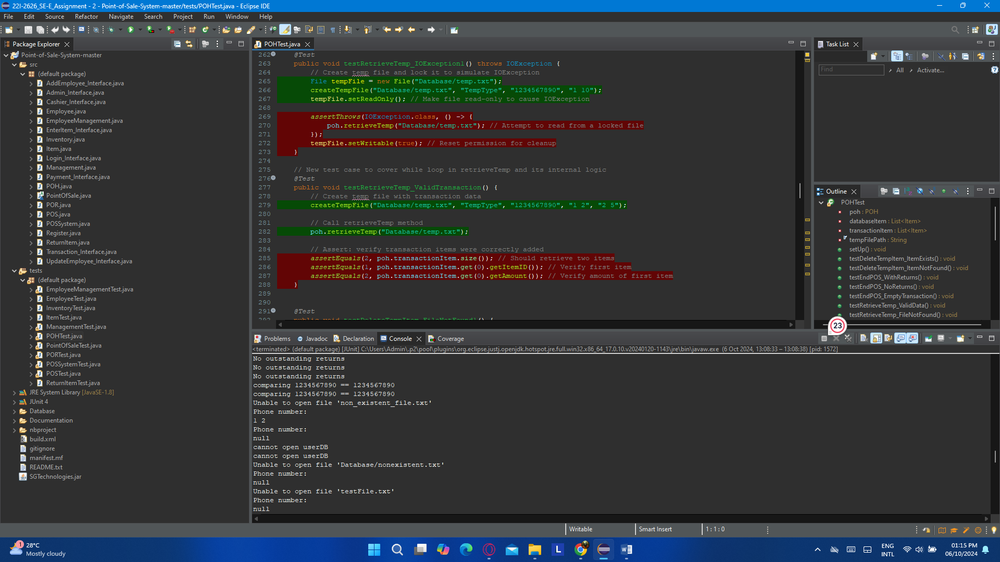 22I-2626_SE-E_Assignment - 2 - Point-of-Sale-System-master/tests/POHTest.java - Eclipse IDE
File Edit Source Refactor Navigate Search Project Run Window Help
Package Explorer
Point-of-Sale-System-master
src
(default package)
AddEmployee_Interface.java
Admin_Interface.java
Cashier_Interface.java
Employee.java
EmployeeManagement.java
EnterItem_Interface.java
Inventory.java
Item.java
Login_Interface.java
Management.java
Payment_Interface.java
POH.java
PointOfSale.java
POR.java
POS.java
POSSystem.java
Register.java
ReturnItem.java
Transaction_Interface.java
UpdateEmployee_Interface.java
tests
(default package)
EmployeeManagementTest.java
EmployeeTest.java
InventoryTest.java
ItemTest.java
ManagementTest.java
POHTest.java
PointOfSaleTest.java
PORTest.java
POSSystemTest.java
POSTest.java
ReturnItemTest.java
JRE System Library [JavaSE-1.8]
JUnit 4
Database
Documentation
nbproject
build.xml
gitignore
manifest.mf
README.txt
SGTechnologies.jar
POHTest.java
262 @Test
263 public void testRetrieveTemp_IOException1() throws IOException {
264 // Create temp file and lock it to simulate IOException
265 File tempFile = new File("Database/temp.txt");
266 createTempFile("Database/temp.txt", "TempType", "1234567890", "1 10");
267 tempFile.setReadOnly(); // Make file read-only to cause IOException
268
269 assertThrows(IOException.class, () -> {
270 poh.retrieveTemp("Database/temp.txt"); // Attempt to read from a locked file
271 });
272 tempFile.setWritable(true); // Reset permission for cleanup
273 }
274
275 // New test case to cover while loop in retrieveTemp and its internal logic
276 @Test
277 public void testRetrieveTemp_ValidTransaction() {
278 // Create temp file with transaction data
279 createTempFile("Database/temp.txt", "TempType", "1234567890", "1 2", "2 5");
280
281 // Call retrieveTemp method
282 poh.retrieveTemp("Database/temp.txt");
283
284 // Assert: verify transaction items were correctly added
285 assertEquals(2, poh.transactionItem.size()); // Should retrieve two items
286 assertEquals(1, poh.transactionItem.get(0).getItemID()); // Verify first item
287 assertEquals(2, poh.transactionItem.get(0).getAmount()); // Verify amount of first item
288 }
289
290
291 @Test
292 public void testDeleteTempItem_FileNotFound1() {
Task List
Find
All
Activate...
Outline
POHTest
poh : POH
databaseItem : List<Item>
transactionItem : List<Item>
tempFilePath : String
setUp() : void
testDeleteTempItem_ItemExists() : void
testDeleteTempItem_ItemNotFound() : void
testEndPOS_WithReturns() : void
testEndPOS_NoReturns() : void
testEndPOS_EmptyTransaction() : void
testRetrieveTemp_ValidData() : void
testRetrieveTemp_FileNotFound() : void
23
Problems Javadoc Declaration Console Coverage
<terminated> (default package) [JUnit] C:\Users\Admin\.p2\pool\plugins\org.eclipse.justj.openjdk.hotspot.jre.full.win32.x86_64_17.0.10.v20240120-1143\jre\bin\javaw.exe (6 Oct 2024, 13:08:33 – 13:08:38) [pid: 1572]
No outstanding returns
No outstanding returns
No outstanding returns
comparing 1234567890 == 1234567890
comparing 1234567890 == 1234567890
Unable to open file 'non_existent_file.txt'
Phone number:
1 2
Phone number:
null
cannot open userDB
cannot open userDB
Unable to open file 'Database/nonexistent.txt'
Phone number:
null
Unable to open file 'testFile.txt'
Phone number:
null
Writable
Smart Insert
1 : 1 : 0
1
28°C
Mostly cloudy
L
ENG
INTL
01:15 PM
06/10/2024